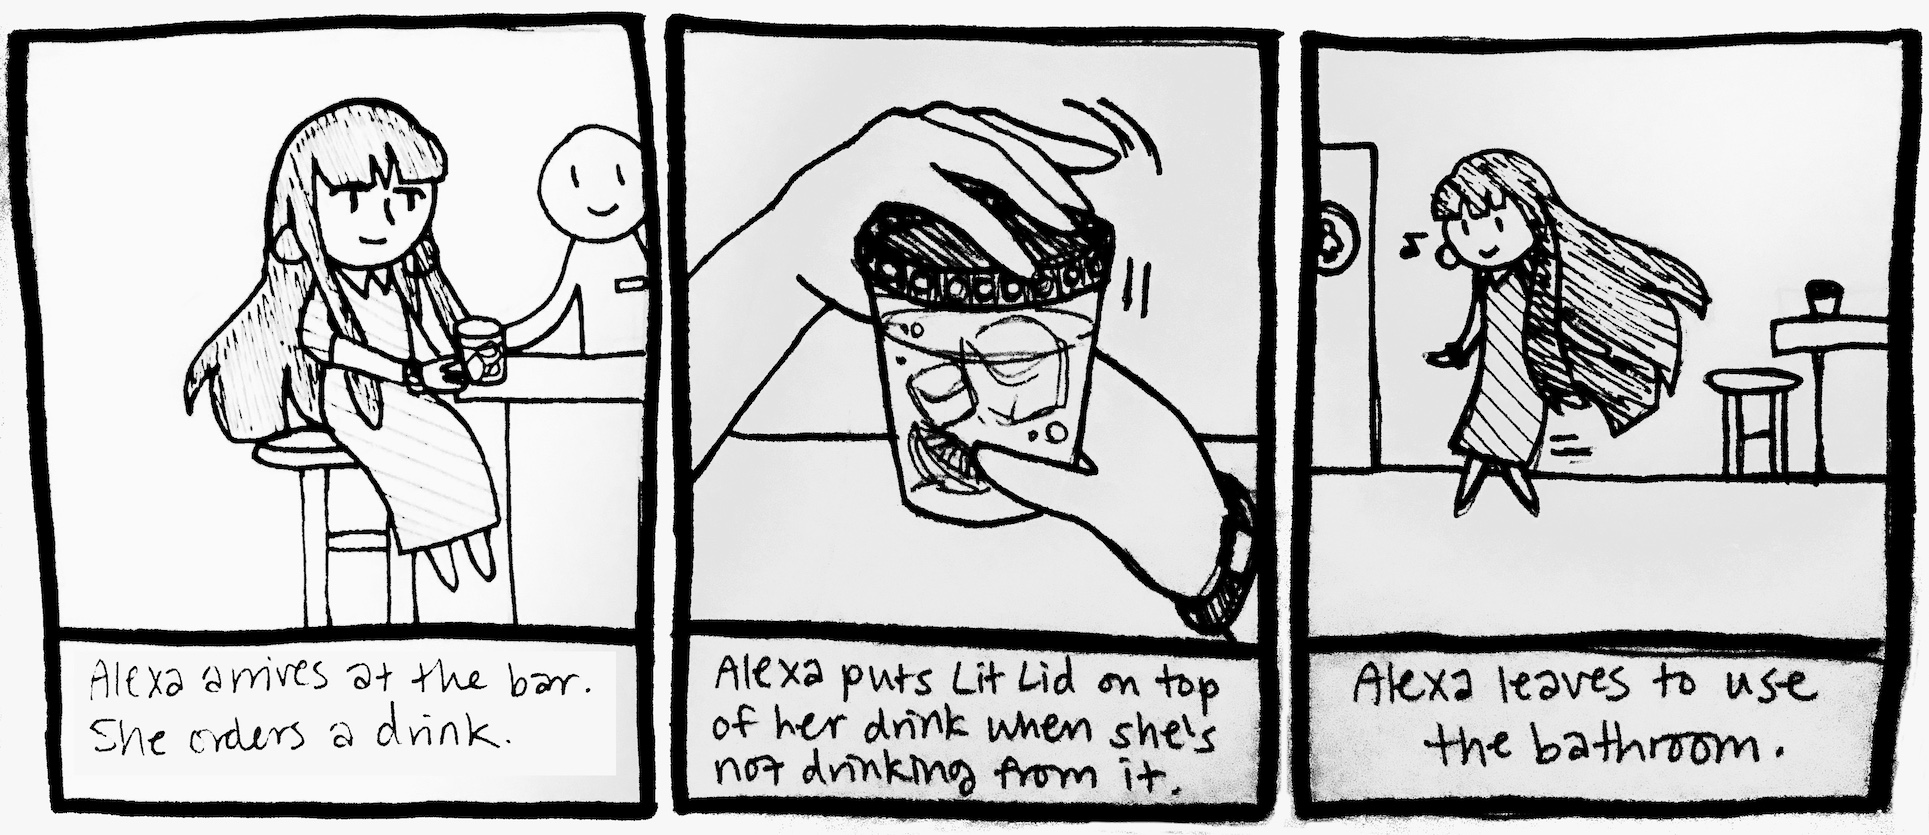 Alexa arrives at the bar.
She orders a drink.
Alexa puts Lit Lid on top
of her drink when she's
not drinking from it.
Alexa leaves to use
the bathroom.